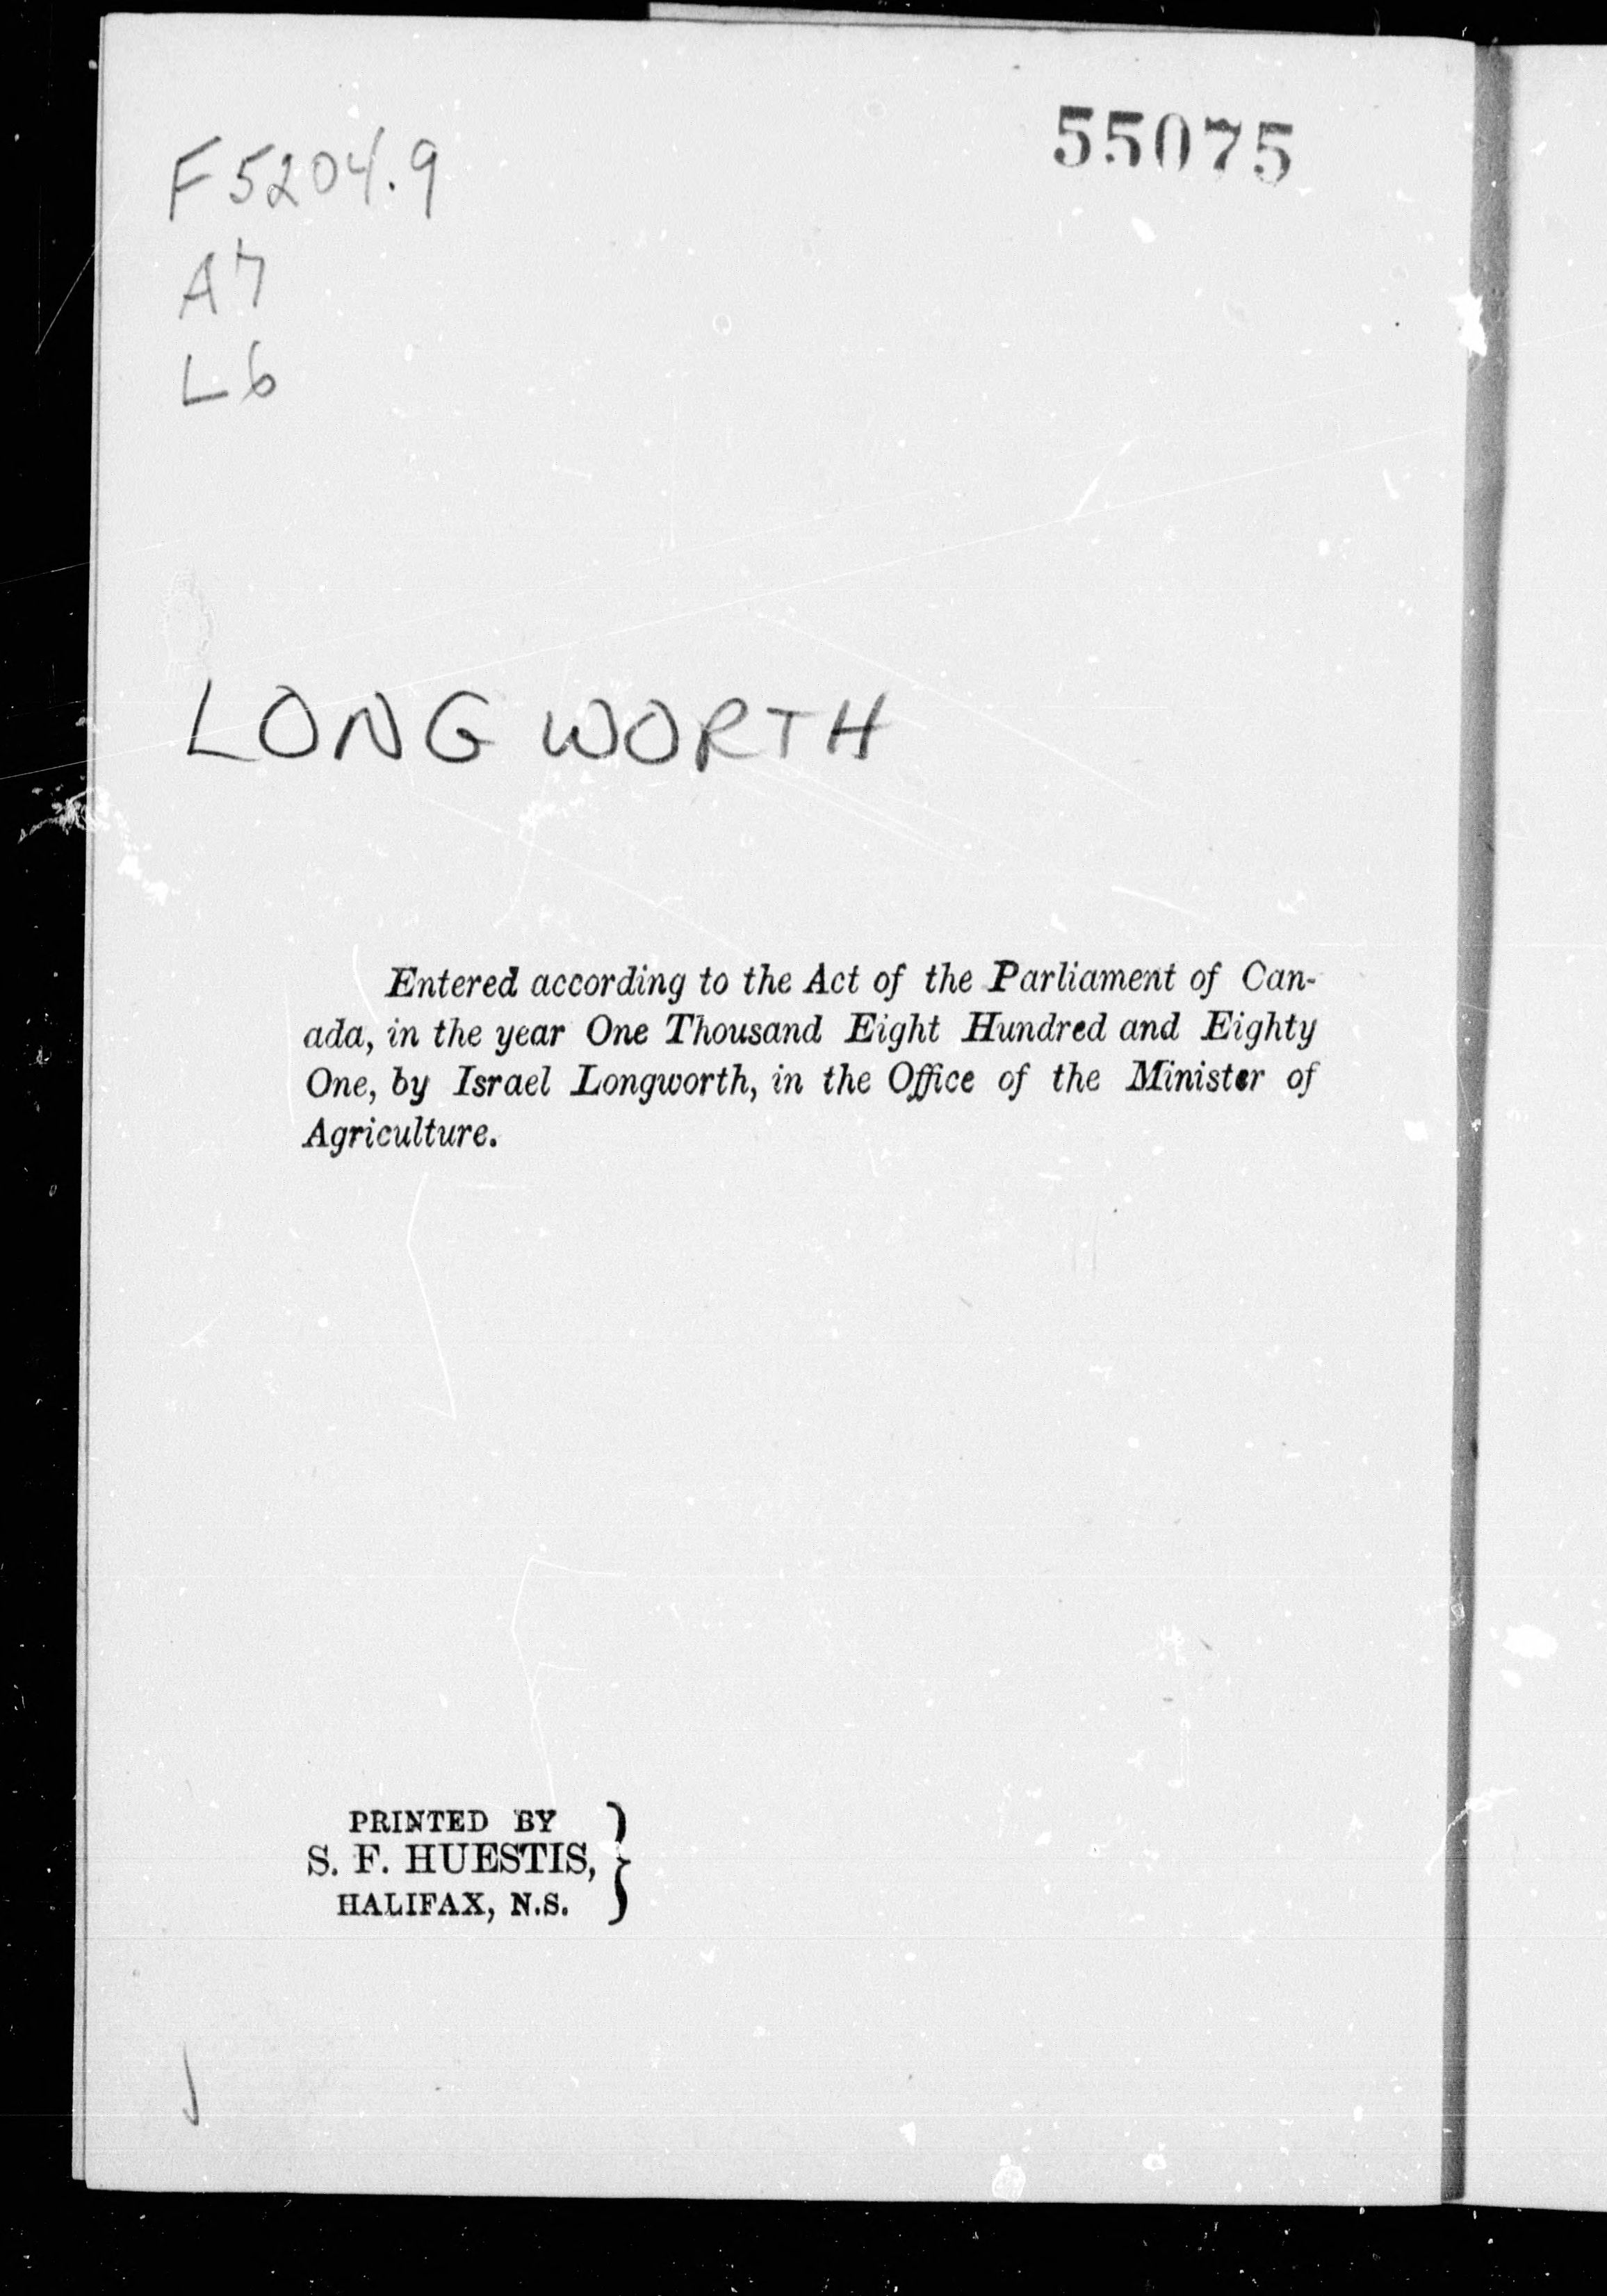 55075
F5204.9
A7
L6
LONGWORTH
Entered according to the Act of the Parliament of Can-
ada, in the year One Thousand Eight Hundred and Eighty
One, by Israel Longworth, in the Office of the Minister of
Agriculture.
PRINTED BY
S. F. HUESTIS,
HALIFAX, N.S.